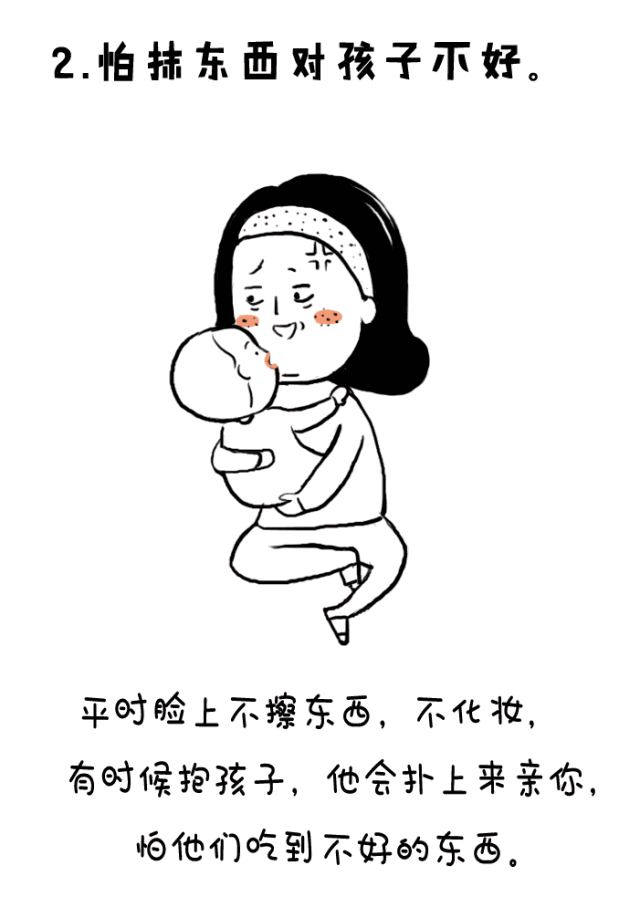 2.怕抹东西对孩子不好。
平时脸上不擦东西，不化妆，
有时候抱孩子，他会扑上来亲你，
怕他们吃到不好的东西。